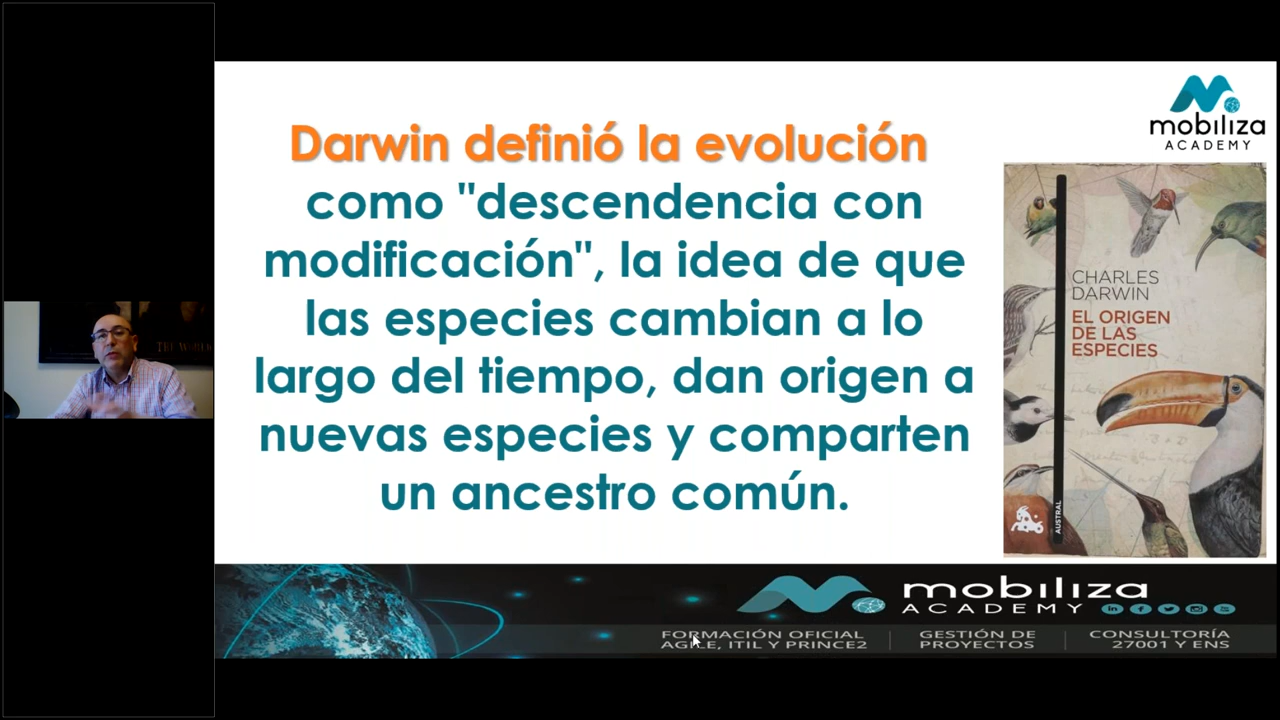 mobiliza
ACADEMY
Darwin definió la evolución
como "descendencia con
modificación", la idea de que
las especies cambian a lo
largo del tiempo, dan origen a
nuevas especies y comparten
un ancestro común.
CHARLES
DARWIN
EL ORIGEN
DE LAS
ESPECIES
AUSTRAL
mobiliza
ACADEMY
FORMACIÓN OFICIAL
AGILE, ITIL Y PRINCE2
GESTIÓN DE
PROYECTOS
CONSULTORÍA
27001 Y ENS